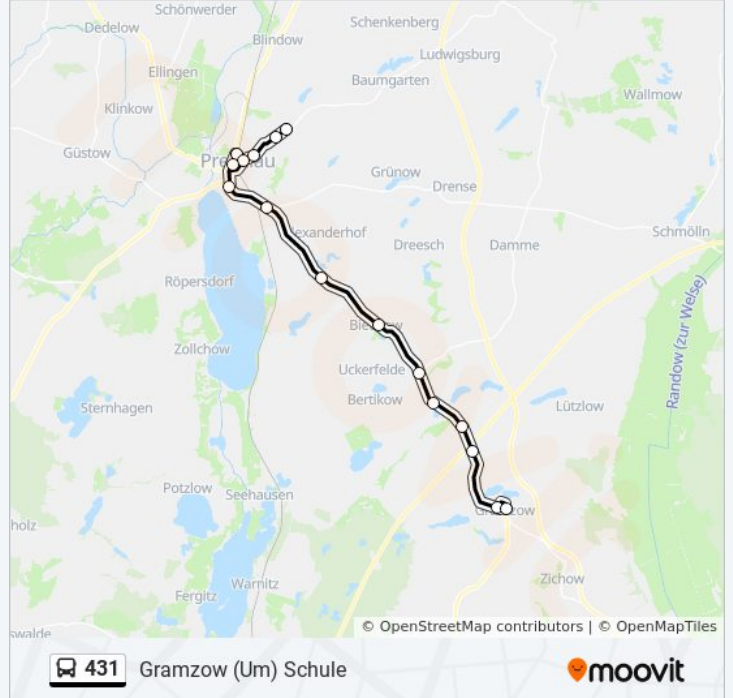 Schönwerder
Dedelow
Schenkenberg
Blindow
Ludwigsburg
Ellingen
Baumgarten
Wallmow
Klinkow
Güstow
Grünow
Drense
Schmölln
Damme
Dreesch
Röpersdorf
Randow (zur Welse)
Zollchow
Uckerfelde
Bertikow
Sternhagen
Lützlow
Potzlow
Seehausen
Zichow
Warnitz
Fergitz
© OpenStreetMap contributors | © OpenMapTiles
431 Gramzow (Um) Schule
moovit